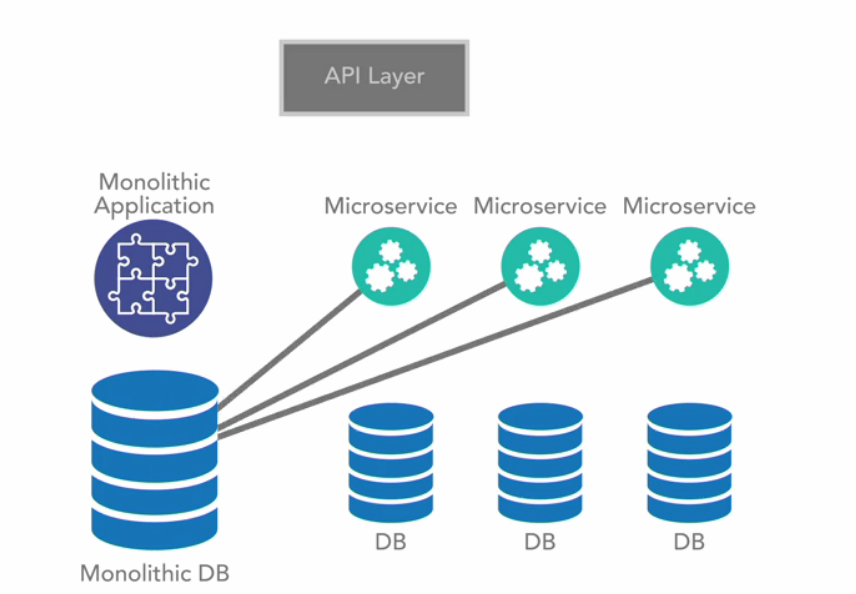 API Layer
Monolithic
Application
Microservice
Microservice
Microservice
DB
DB
DB
Monolithic DB